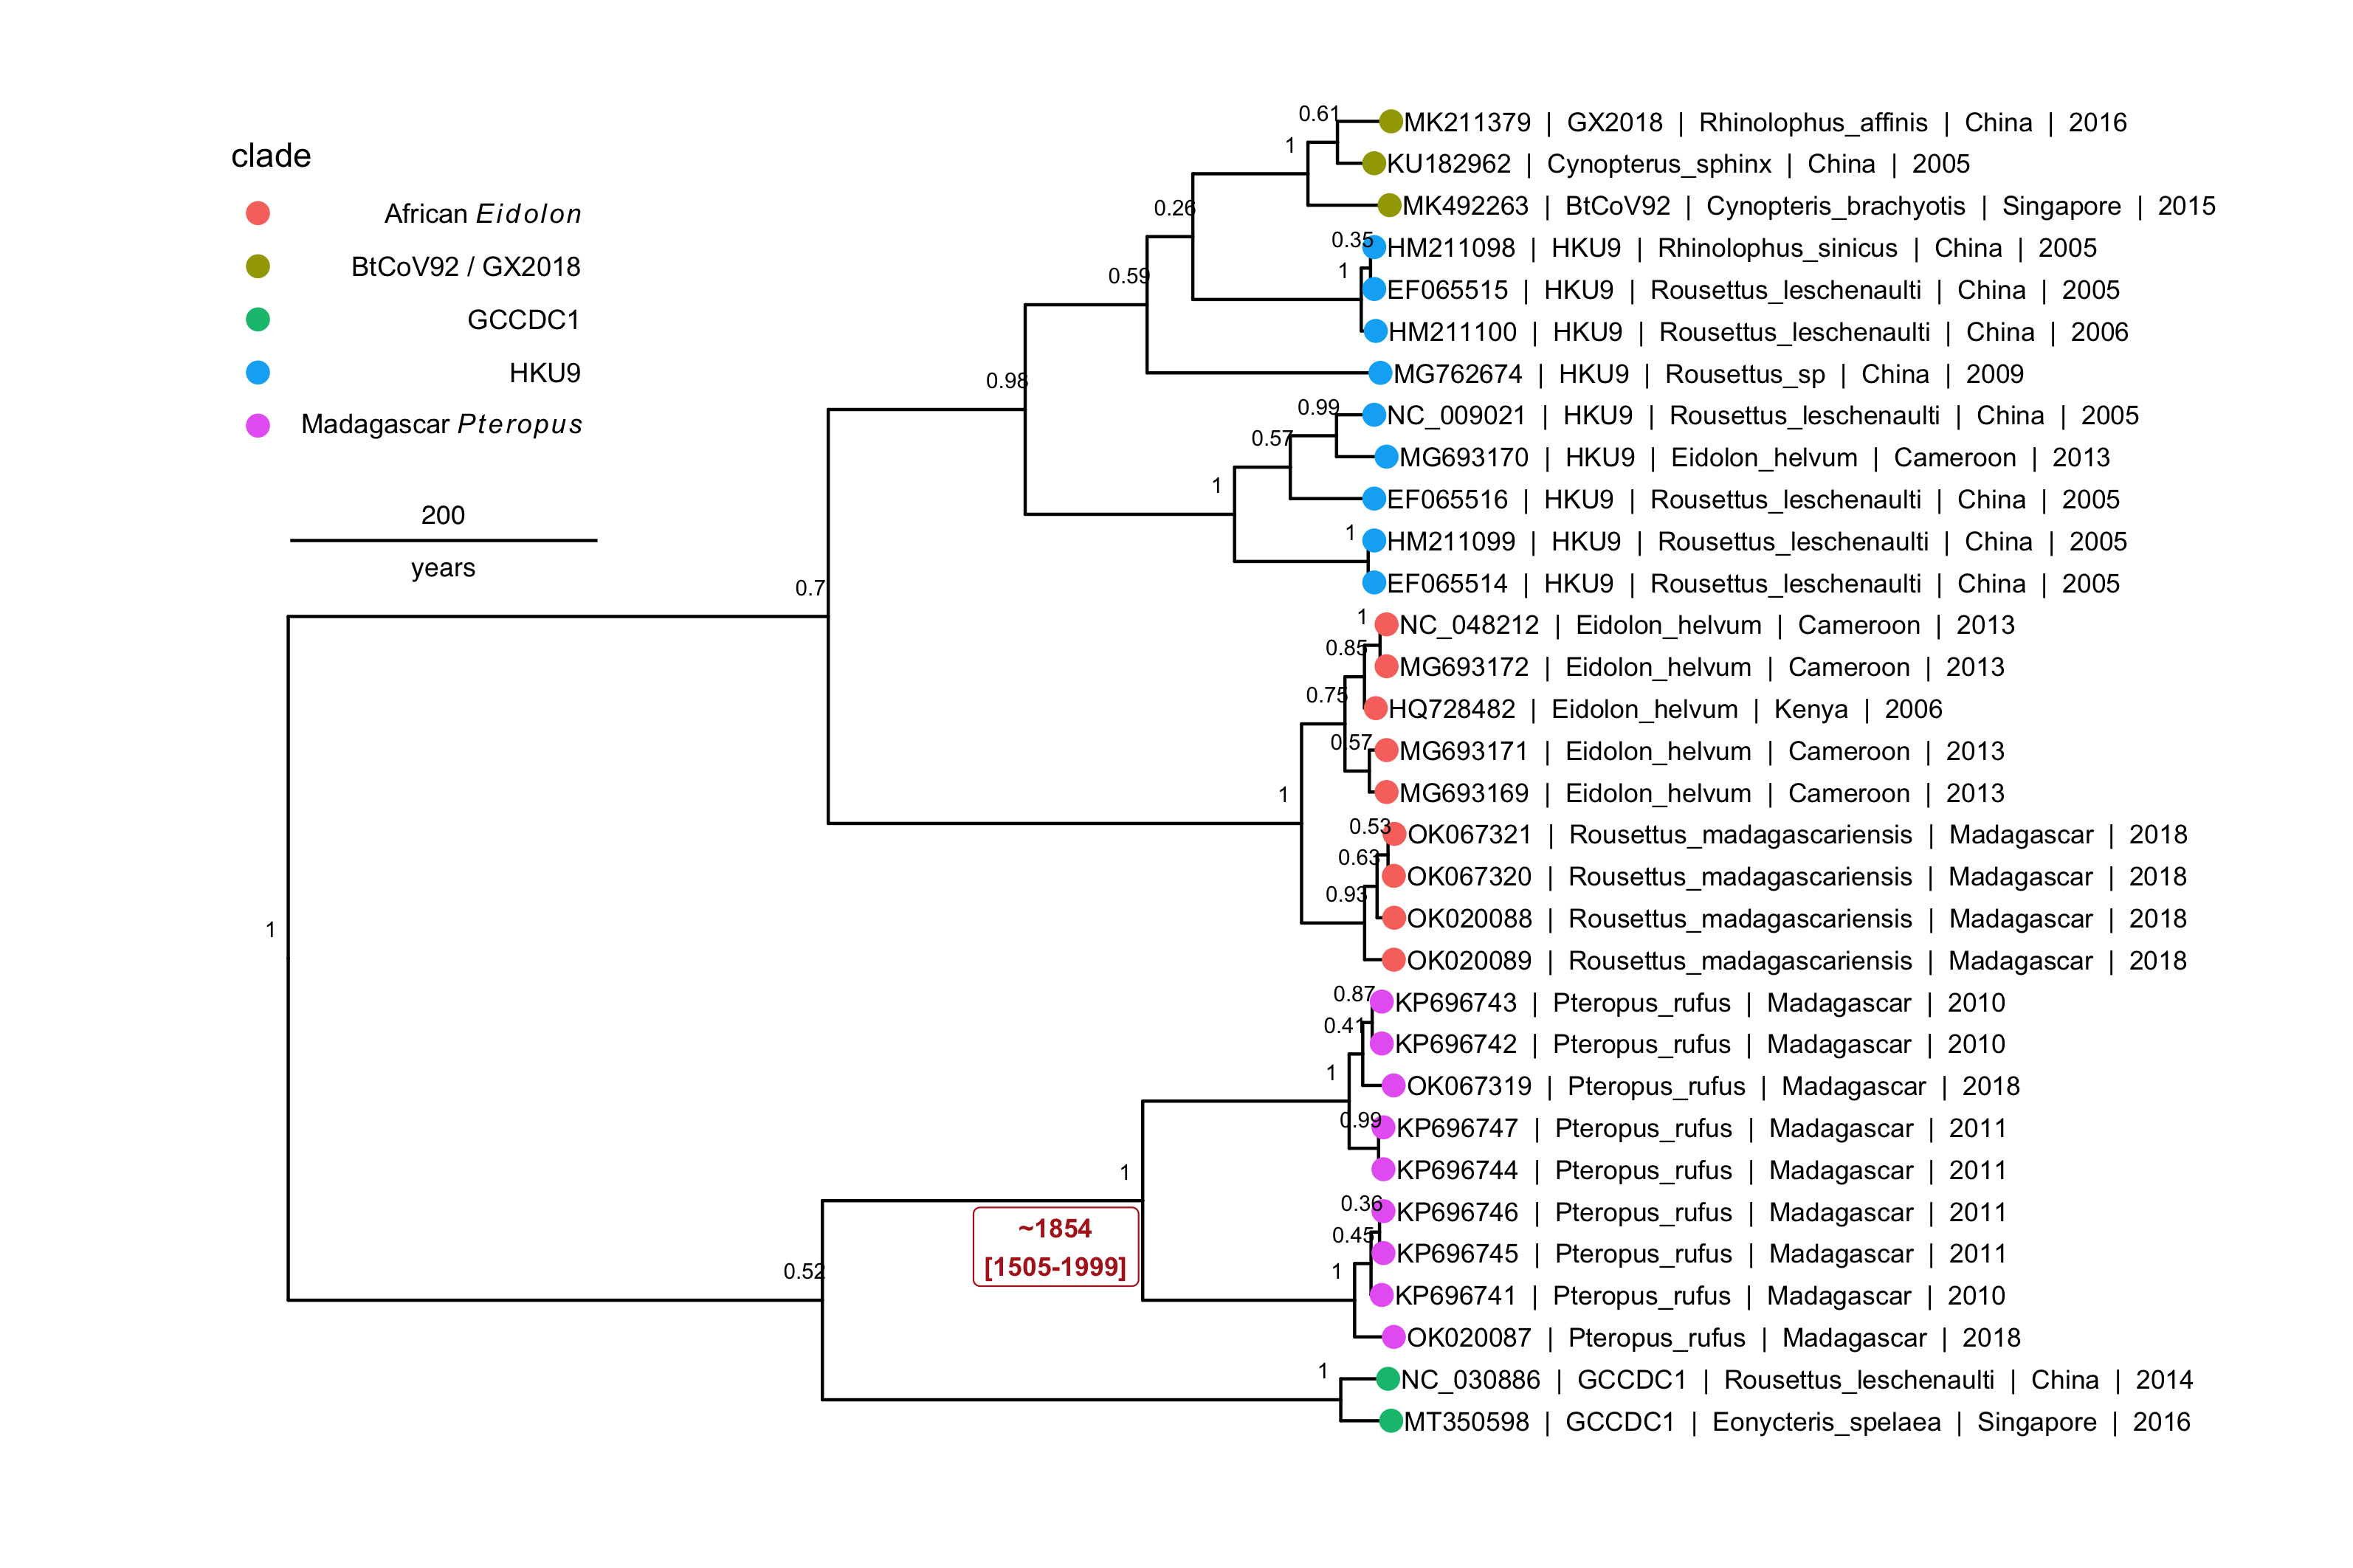 clade
African Eidolon
BtCoV92 / GX2018
GCCDC1
HKU9
Madagascar Pteropus
200
years
0.61
MK211379 | GX2018 | Rhinolophus_affinis | China | 2016
1
KU182962 | Cynopterus_sphinx | China | 2005
0.26
MK492263 | BtCoV92 | Cynopteris_brachyotis | Singapore | 2015
0.35
HM211098 | HKU9 | Rhinolophus_sinicus | China | 2005
1
0.59
EF065515 | HKU9 | Rousettus_leschenaulti | China | 2005
HM211100 | HKU9 | Rousettus_leschenaulti | China | 2006
0.98
MG762674 | HKU9 | Rousettus_sp | China | 2009
0.99
NC_009021 | HKU9 | Rousettus_leschenaulti | China | 2005
0.57
MG693170 | HKU9 | Eidolon_helvum | Cameroon | 2013
1
EF065516 | HKU9 | Rousettus_leschenaulti | China | 2005
1
HM211099 | HKU9 | Rousettus_leschenaulti | China | 2005
0.7
EF065514 | HKU9 | Rousettus_leschenaulti | China | 2005
1
NC_048212 | Eidolon_helvum | Cameroon | 2013
0.85
MG693172 | Eidolon_helvum | Cameroon | 2013
0.75
HQ728482 | Eidolon_helvum | Kenya | 2006
0.57
MG693171 | Eidolon_helvum | Cameroon | 2013
1
MG693169 | Eidolon_helvum | Cameroon | 2013
0.53
OK067321 | Rousettus_madagascariensis | Madagascar | 2018
0.63
OK067320 | Rousettus_madagascariensis | Madagascar | 2018
0.93
OK020088 | Rousettus_madagascariensis | Madagascar | 2018
1
OK020089 | Rousettus_madagascariensis | Madagascar | 2018
0.87
KP696743 | Pteropus_rufus | Madagascar | 2010
0.41
KP696742 | Pteropus_rufus | Madagascar | 2010
1
OK067319 | Pteropus_rufus | Madagascar | 2018
0.99
KP696747 | Pteropus_rufus | Madagascar | 2011
1
KP696744 | Pteropus_rufus | Madagascar | 2011
0.36
KP696746 | Pteropus_rufus | Madagascar | 2011
~1854
[1505-1999]
0.45
KP696745 | Pteropus_rufus | Madagascar | 2011
0.52
1
KP696741 | Pteropus_rufus | Madagascar | 2010
OK020087 | Pteropus_rufus | Madagascar | 2018
1
NC_030886 | GCCDC1 | Rousettus_leschenaulti | China | 2014
MT350598 | GCCDC1 | Eonycteris_spelaea | Singapore | 2016